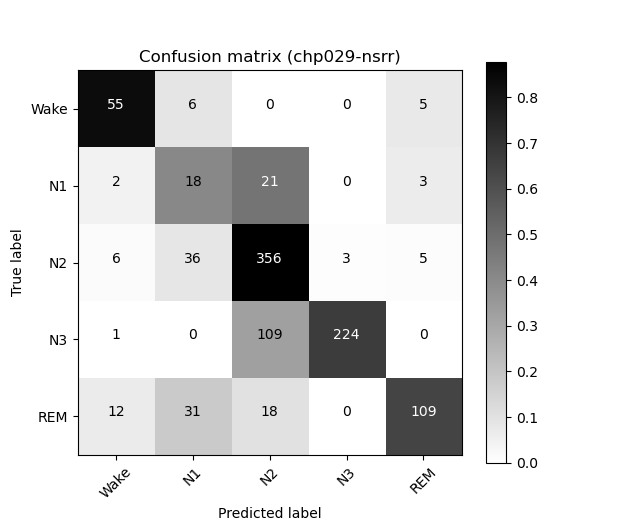 Confusion matrix (chp029-nsrr)
Wake 55 6 0 0 5
N1 2 18 21 0 3
N2 6 36 356 3 5
N3 1 0 109 224 0
REM 12 31 18 0 109
Wake N1 N2 N3 REM
True label
Predicted label
0.8
0.7
0.6
0.5
0.4
0.3
0.2
0.1
0.0